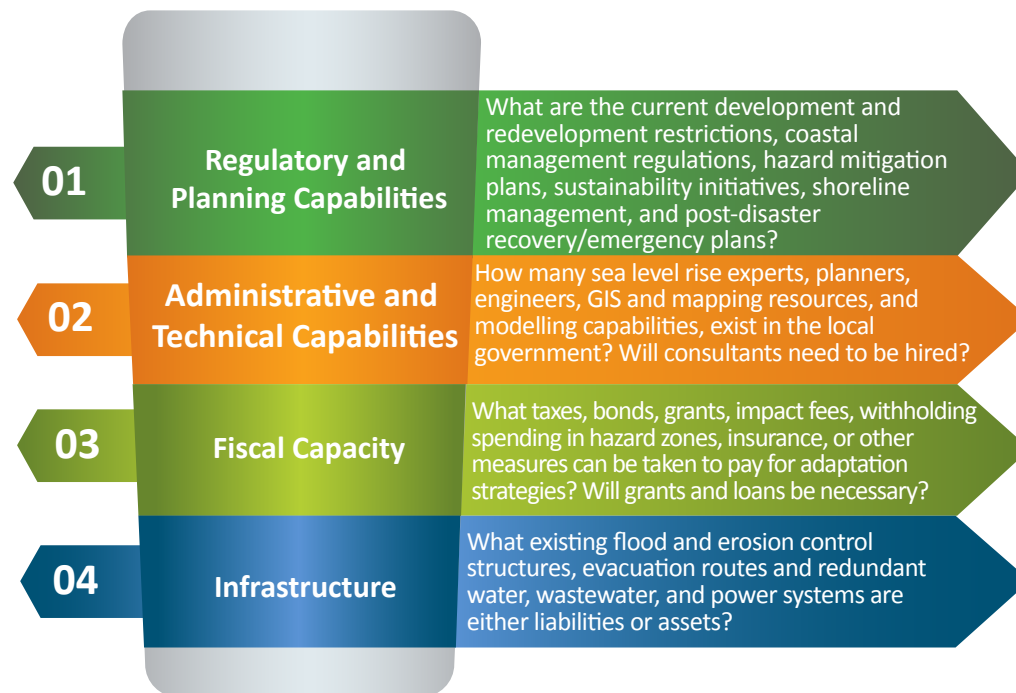 01
Regulatory and
Planning Capabilities
What are the current development and
redevelopment restrictions, coastal
management regulations, hazard mitigation
plans, sustainability initiatives, shoreline
management, and post-disaster
recovery/emergency plans?
02
Administrative and
Technical Capabilities
How many sea level rise experts, planners,
engineers, GIS and mapping resources, and
modelling capabilities, exist in the local
government? Will consultants need to be hired?
03
Fiscal Capacity
What taxes, bonds, grants, impact fees, withholding
spending in hazard zones, insurance, or other
measures can be taken to pay for adaptation
strategies? Will grants and loans be necessary?
04
Infrastructure
What existing flood and erosion control
structures, evacuation routes and redundant
water, wastewater, and power systems are
either liabilities or assets?